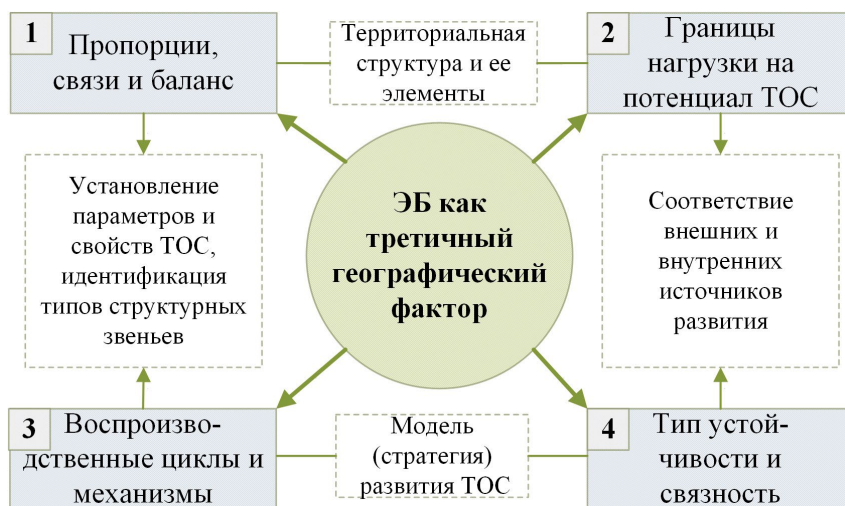 1
Пропорции,
связи и баланс
Территориальная
структура и ее
элементы
2
Границы
нагрузки на
потенциал ТОС
Установление
параметров и
свойств ТОС,
идентификация
типов структурных
звеньев
ЭБ как
третичный
географический
фактор
Соответствие
внешних и
внутренних
источников
развития
3
Воспроизво-
дственные циклы и
механизмы
Модель
(стратегия)
развития ТОС
4
Тип устой-
чивости и
связность